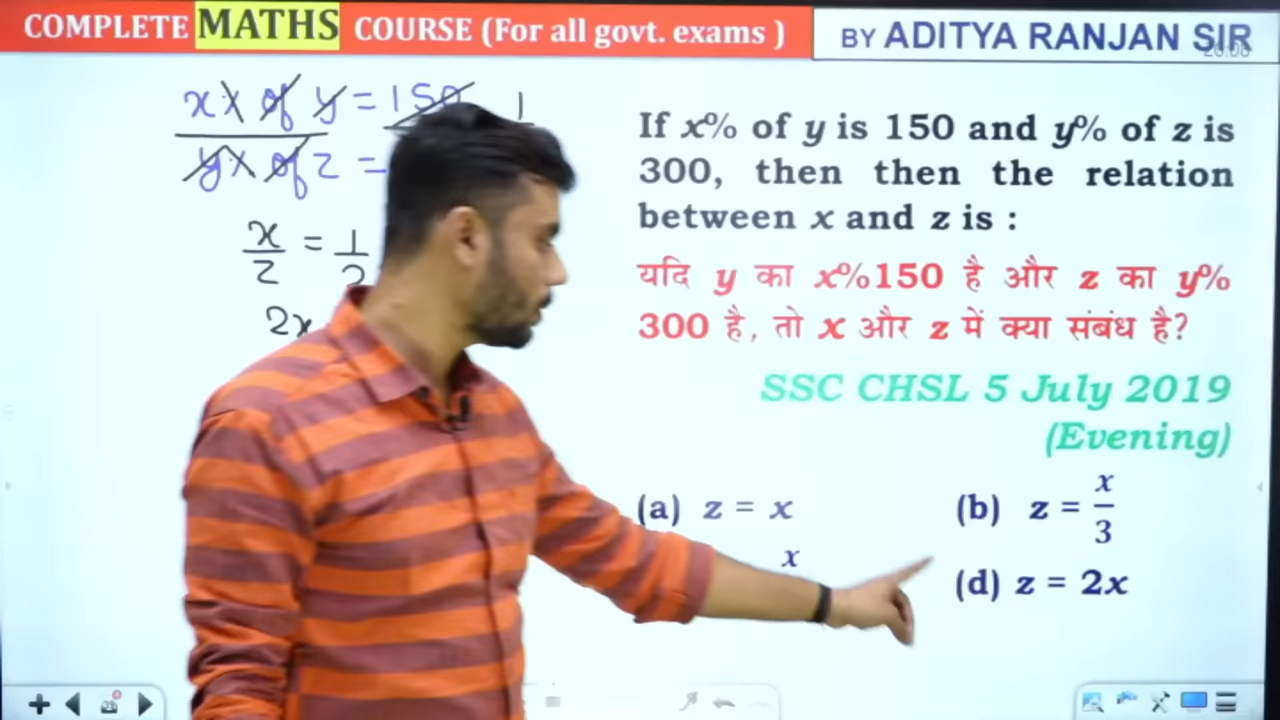 COMPLETE MATHS COURSE (For all govt. exams )
BY ADITYA RANJAN SIR
x% of y = 150 1
y% of z =
x/z = 1/2
2x
If x% of y is 150 and y% of z is
300, then then the relation
between x and z is :
यदि y का x%150 है और z का y%
300 है, तो x और z में क्या संबंध है?
SSC CHSL 5 July 2019
(Evening)
(a) z = x
(b) z = x/3
x
(d) z = 2x